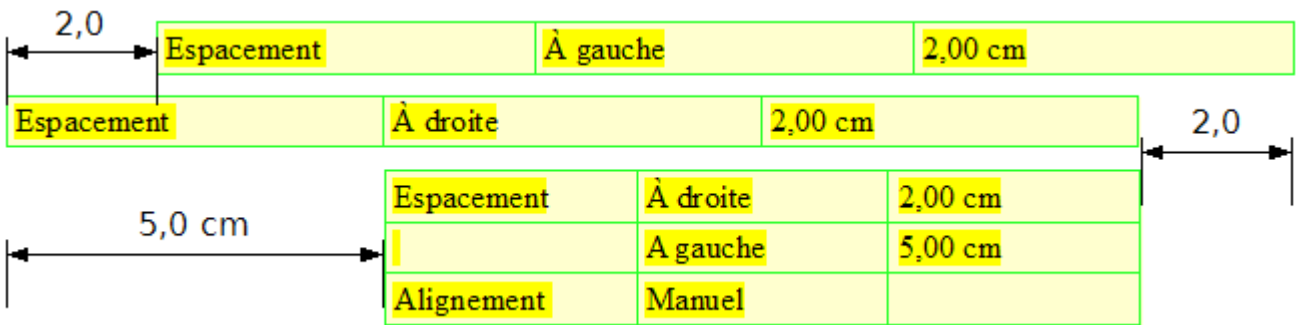 2,0
Espacement À gauche 2,00 cm
Espacement À droite 2,00 cm
2,0
Espacement À droite 2,00 cm
5,0 cm
A gauche 5,00 cm
Alignement Manuel